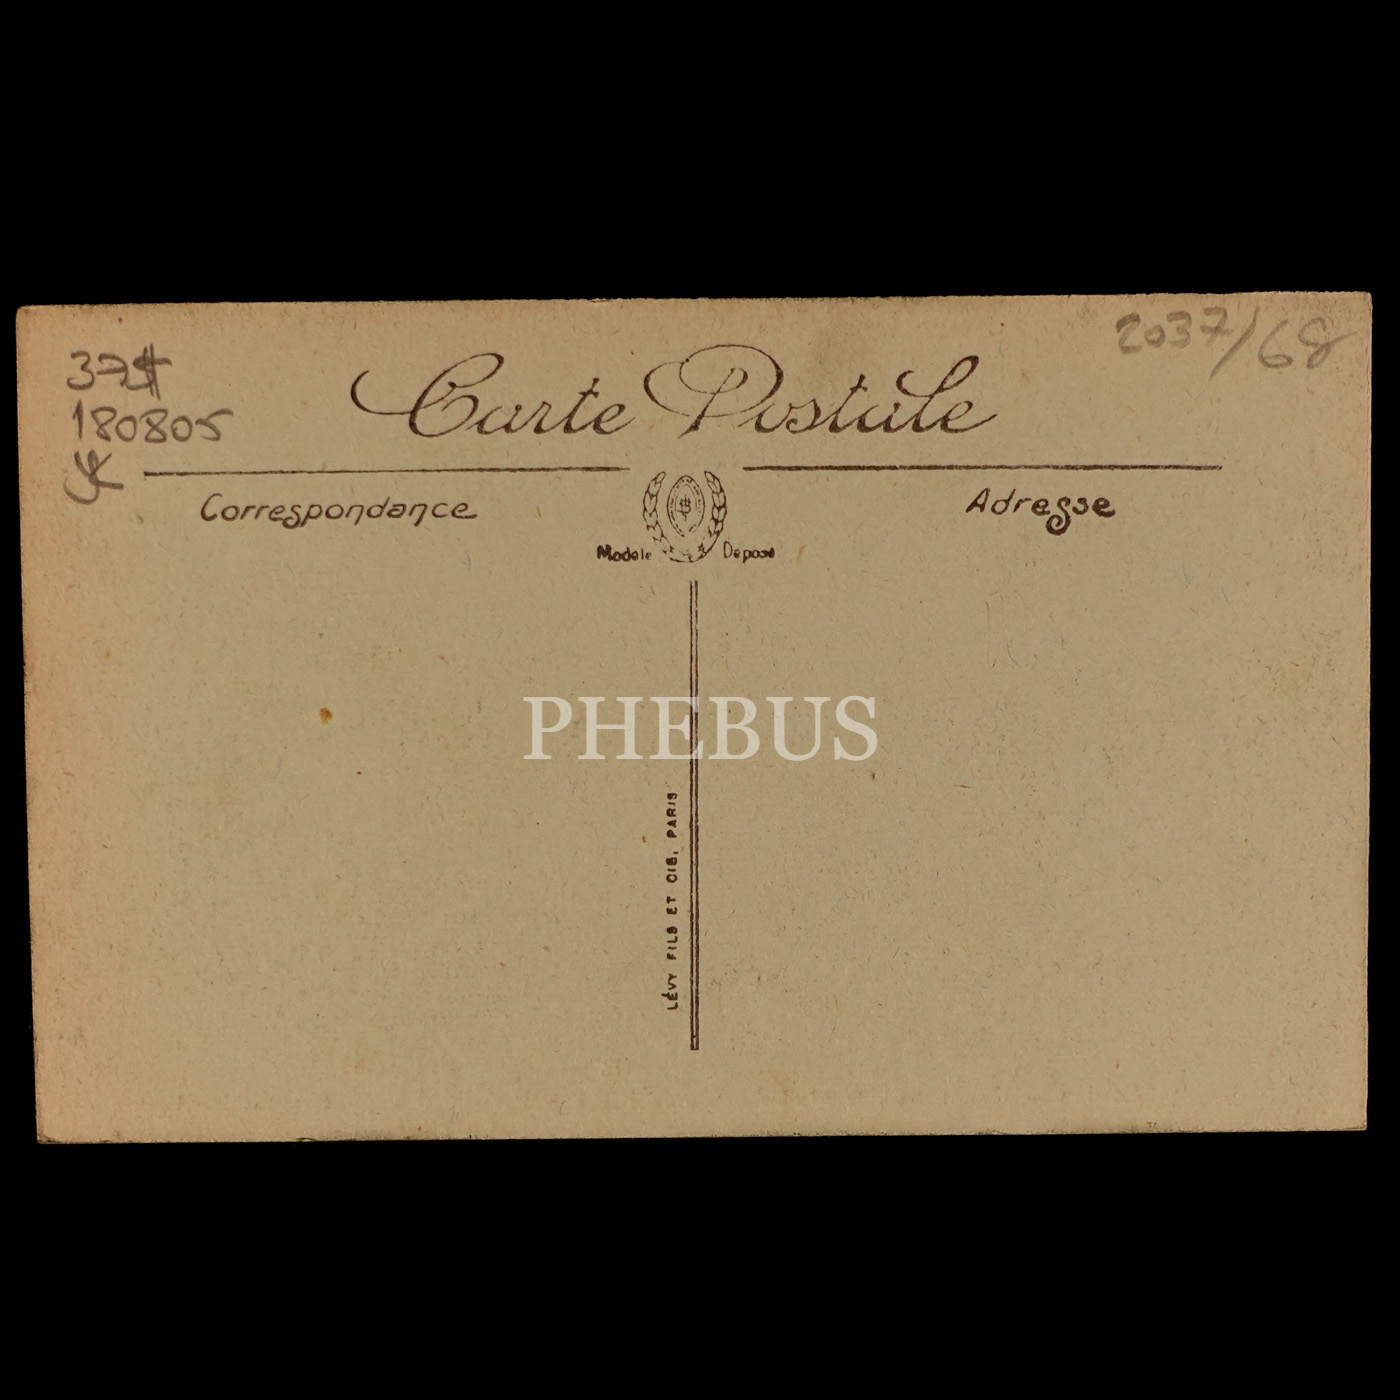 2037/68
37$
180805
Carte Postale
Correspondance
Adresse
Modele Deposé
PHEBUS
LÉVY FILS ET CIE, PARIS